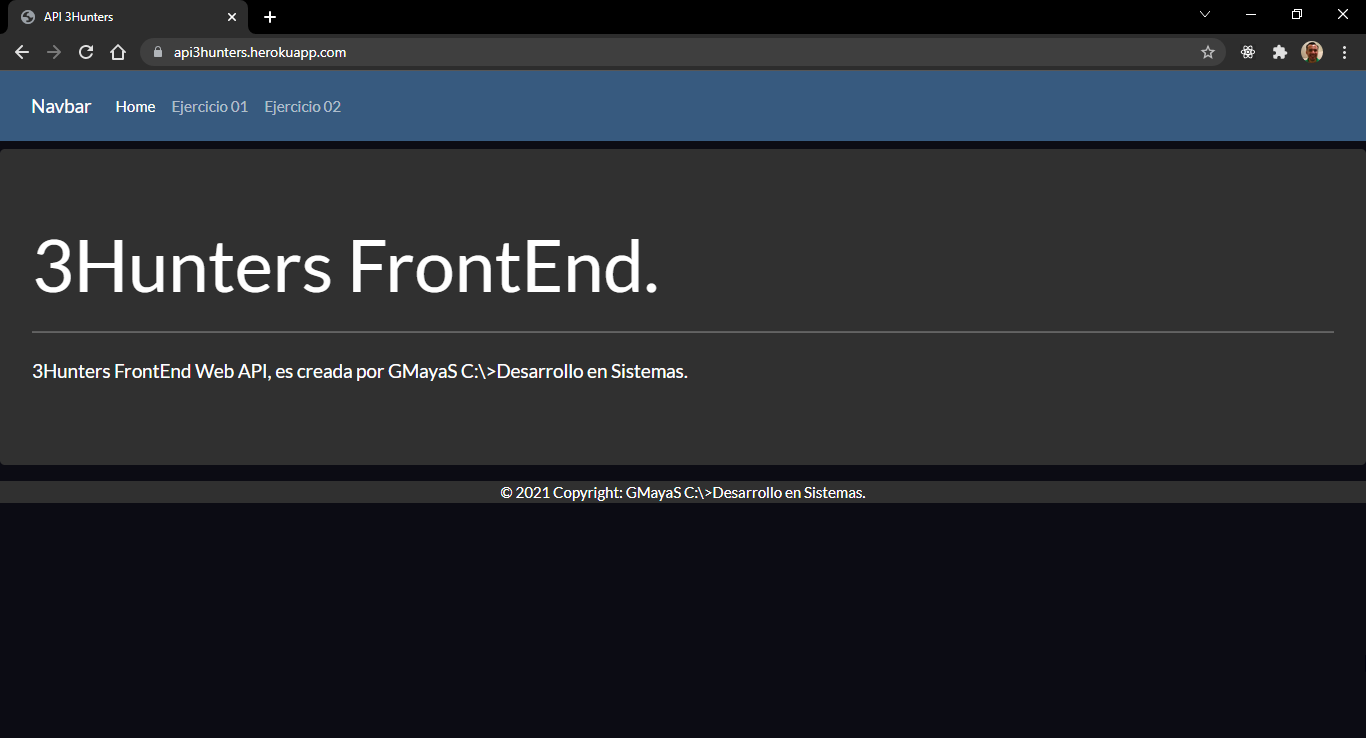 API 3Hunters
api3hunters.herokuapp.com
Navbar Home Ejercicio 01 Ejercicio 02
3Hunters FrontEnd.
3Hunters FrontEnd Web API, es creada por GMayaS C:\>Desarrollo en Sistemas.
© 2021 Copyright: GMayaS C:\>Desarrollo en Sistemas.